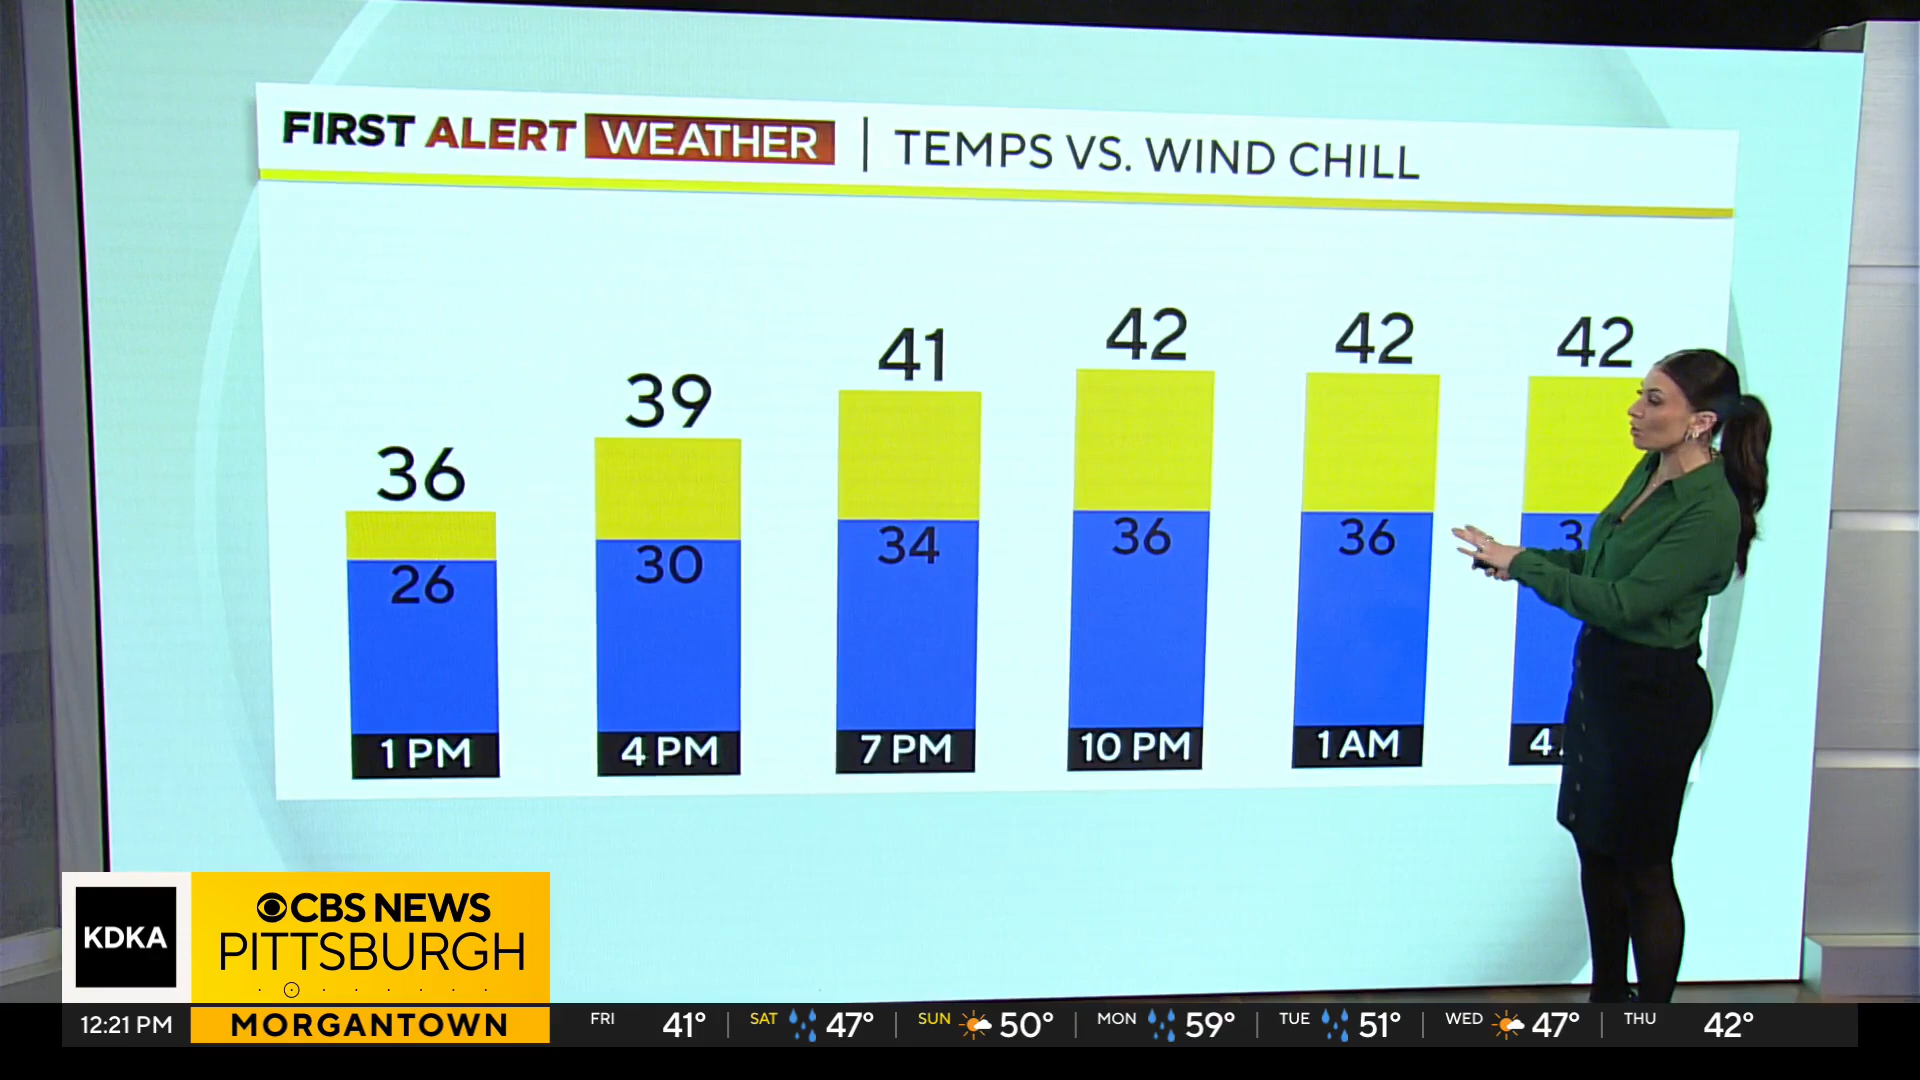 FIRST ALERT WEATHER | TEMPS VS. WIND CHILL
36 39 41 42 42 42
26 30 34 36 36
1 PM 4 PM 7 PM 10 PM 1 AM
KDKA
CBS NEWS
PITTSBURGH
12:21 PM MORGANTOWN FRI 41° | SAT 47° | SUN 50° | MON 59° | TUE 51° | WED 47° | THU 42°